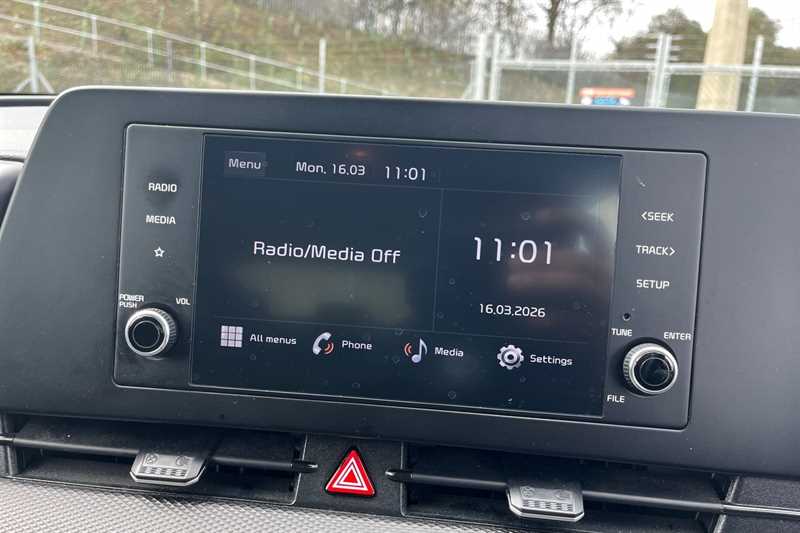 Menu
Mon, 16.03
11:01
RADIO
MEDIA
Radio/Media Off
11:01
16.03.2026
<SEEK
TRACK>
SETUP
POWER
PUSH
VOL
All menus
Phone
Media
Settings
TUNE
ENTER
FILE